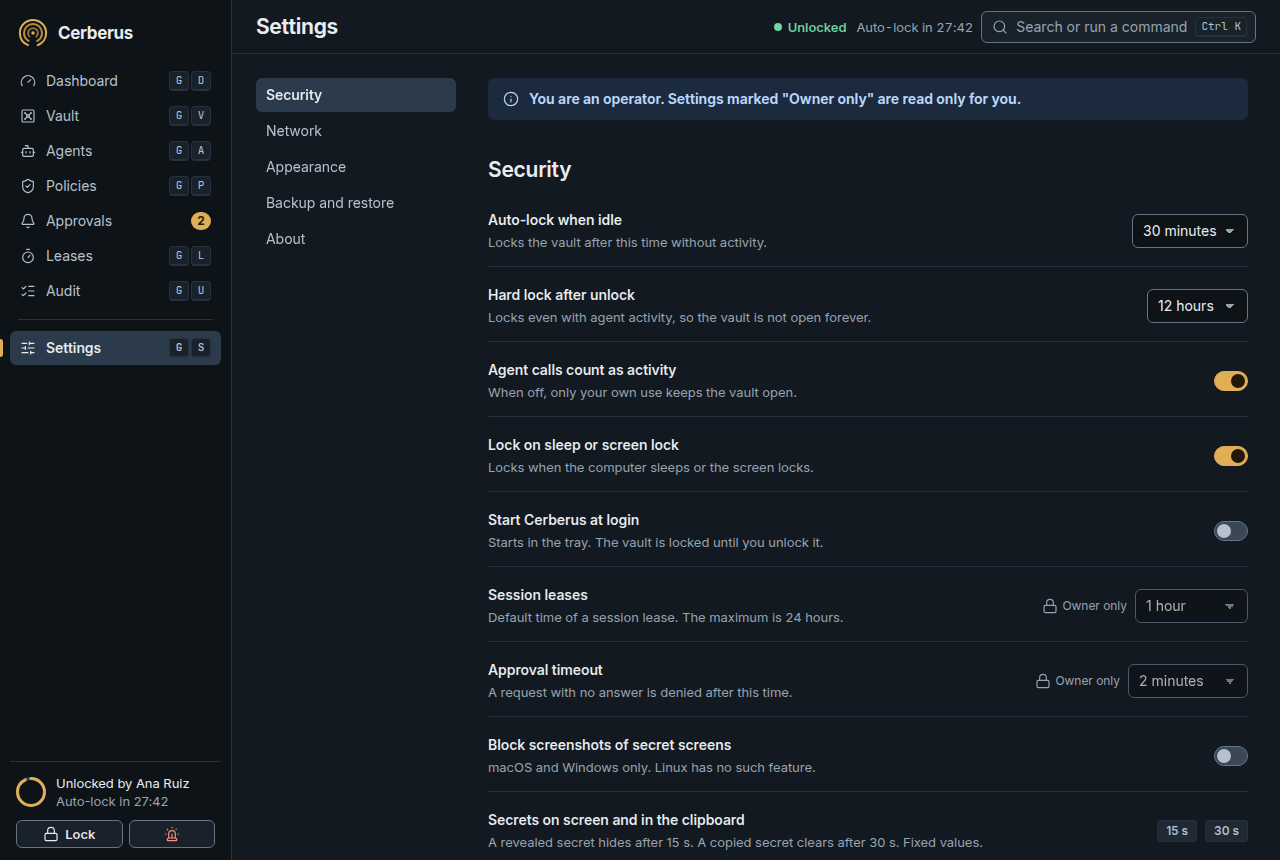 Cerberus
Dashboard G D
Vault G V
Agents G A
Policies G P
Approvals 2
Leases G L
Audit G U
Settings G S
Unlocked by Ana Ruiz
Auto-lock in 27:42
Lock
Settings
Unlocked Auto-lock in 27:42 Search or run a command Ctrl K
Security
Network
Appearance
Backup and restore
About
You are an operator. Settings marked "Owner only" are read only for you.
Security
Auto-lock when idle
Locks the vault after this time without activity.
30 minutes
Hard lock after unlock
Locks even with agent activity, so the vault is not open forever.
12 hours
Agent calls count as activity
When off, only your own use keeps the vault open.
Lock on sleep or screen lock
Locks when the computer sleeps or the screen locks.
Start Cerberus at login
Starts in the tray. The vault is locked until you unlock it.
Session leases
Default time of a session lease. The maximum is 24 hours.
Owner only 1 hour
Approval timeout
A request with no answer is denied after this time.
Owner only 2 minutes
Block screenshots of secret screens
macOS and Windows only. Linux has no such feature.
Secrets on screen and in the clipboard
A revealed secret hides after 15 s. A copied secret clears after 30 s. Fixed values.
15 s 30 s